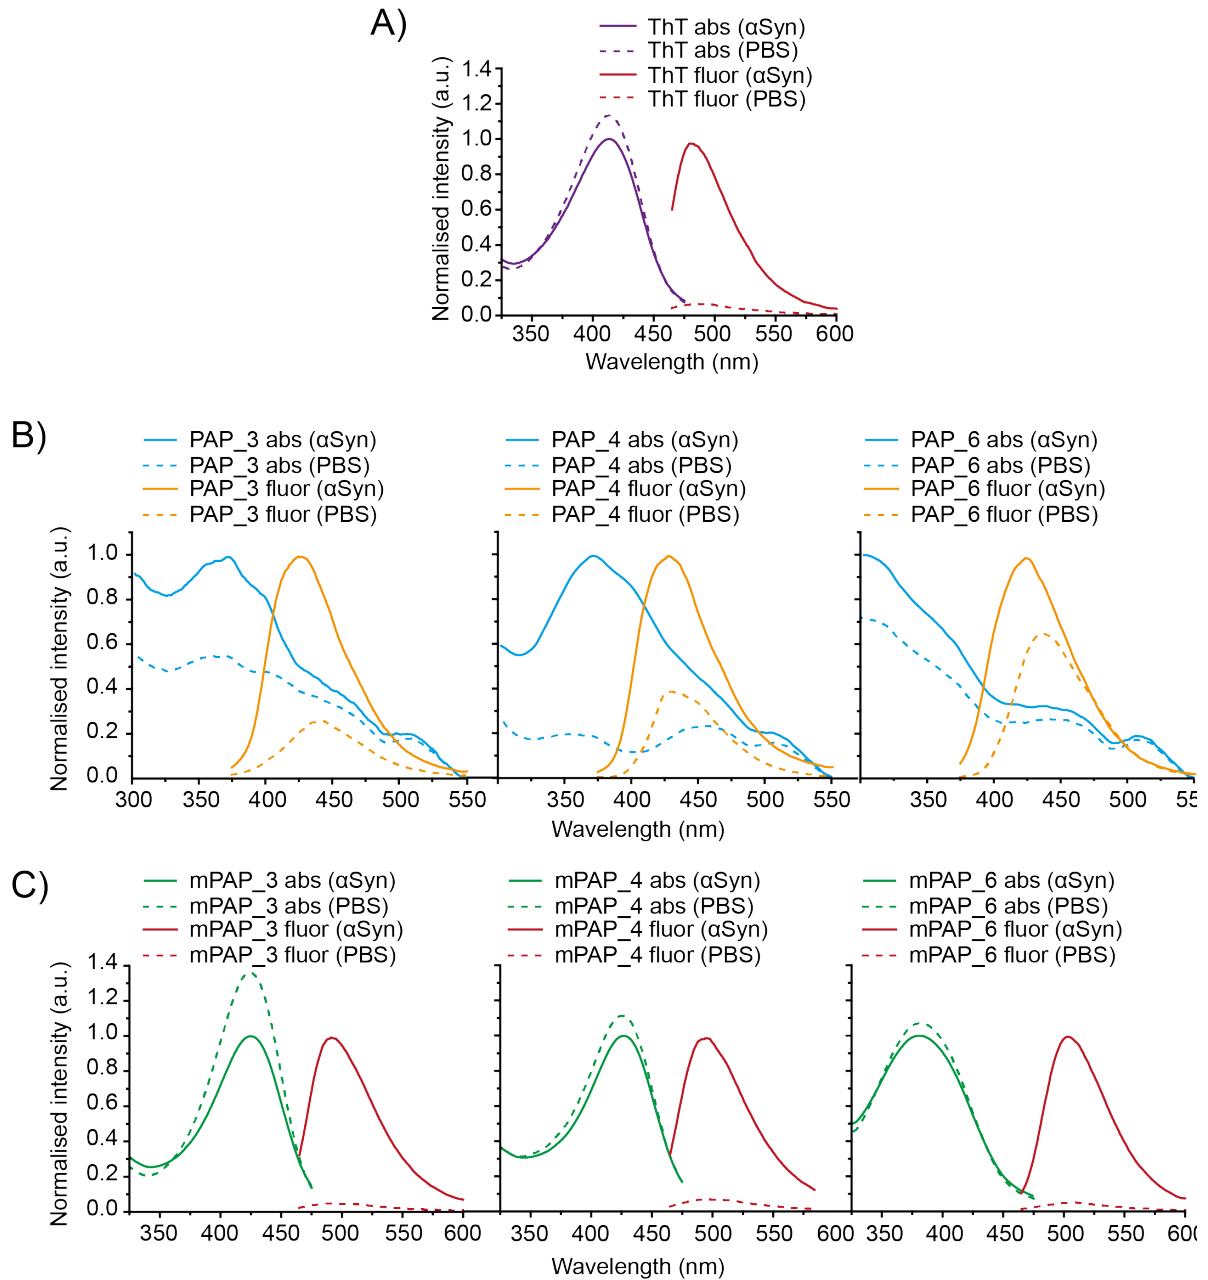 A)
ThT abs (αSyn)
ThT abs (PBS)
ThT fluor (αSyn)
ThT fluor (PBS)
Normalised intensity (a.u.)
1.4
1.2
1.0
0.8
0.6
0.4
0.2
0.0
350 400 450 500 550 600
Wavelength (nm)
B)
PAP_3 abs (αSyn)
PAP_3 abs (PBS)
PAP_3 fluor (αSyn)
PAP_3 fluor (PBS)
PAP_4 abs (αSyn)
PAP_4 abs (PBS)
PAP_4 fluor (αSyn)
PAP_4 fluor (PBS)
PAP_6 abs (αSyn)
PAP_6 abs (PBS)
PAP_6 fluor (αSyn)
PAP_6 fluor (PBS)
Normalised intensity (a.u.)
1.0
0.8
0.6
0.4
0.2
0.0
300 350 400 450 500 550
350 400 450 500 550
350 400 450 500 55
Wavelength (nm)
C)
mPAP_3 abs (αSyn)
mPAP_3 abs (PBS)
mPAP_3 fluor (αSyn)
mPAP_3 fluor (PBS)
mPAP_4 abs (αSyn)
mPAP_4 abs (PBS)
mPAP_4 fluor (αSyn)
mPAP_4 fluor (PBS)
mPAP_6 abs (αSyn)
mPAP_6 abs (PBS)
mPAP_6 fluor (αSyn)
mPAP_6 fluor (PBS)
Normalised intensity (a.u.)
1.4
1.2
1.0
0.8
0.6
0.4
0.2
0.0
350 400 450 500 550 600
350 400 450 500 550
350 400 450 500 550 600
Wavelength (nm)